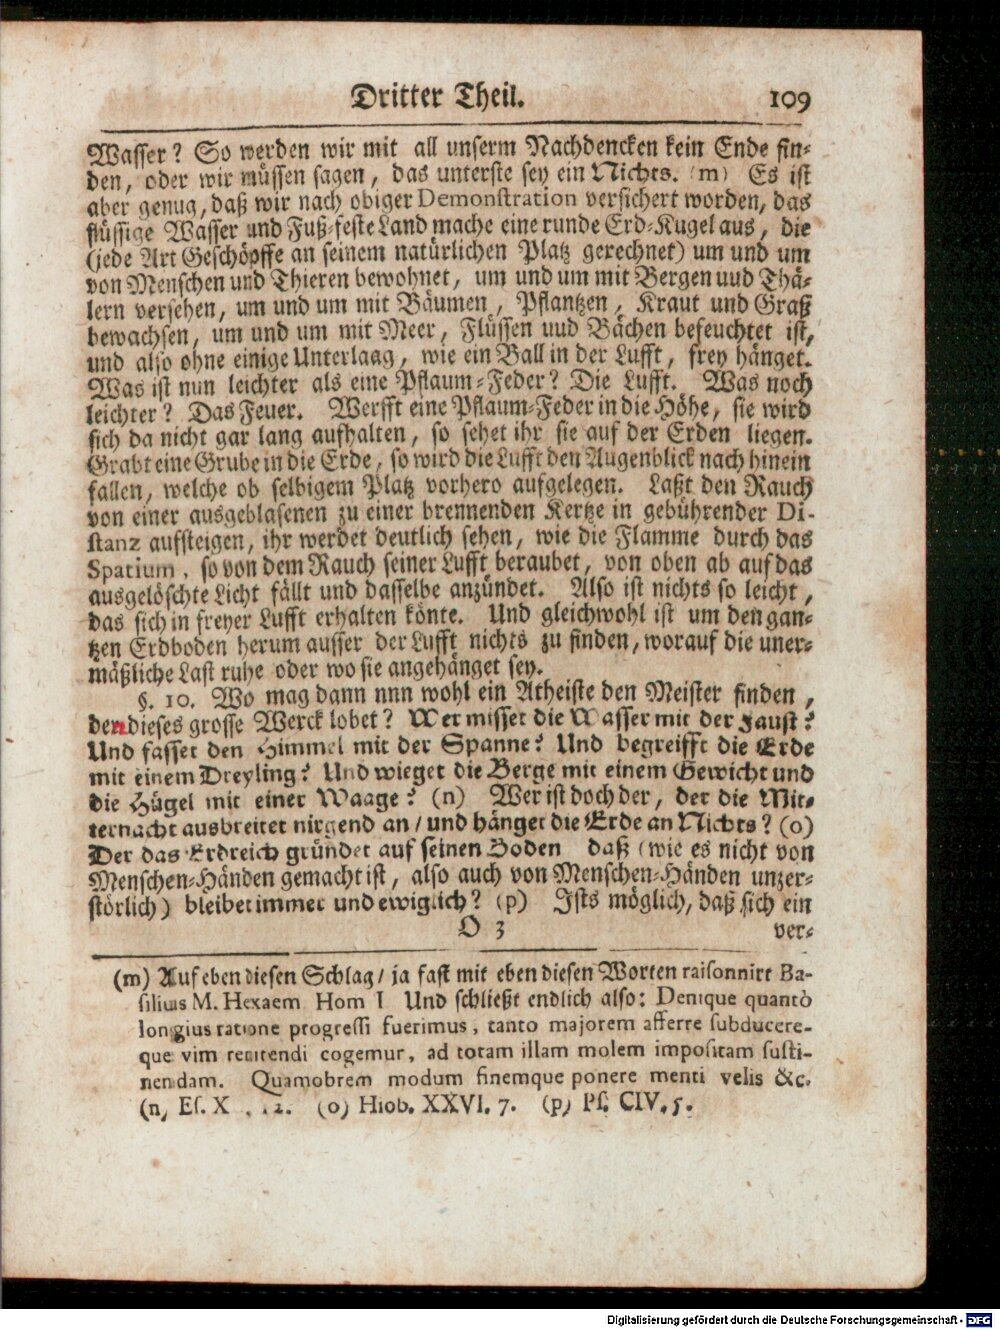 Dritter Theil. 109
Wasser? So werden wir mit all unserm Nachdencken kein Ende fin-
den, oder wir müssen sagen, das unterste sey ein Nichts. (m) Es ist
aber genug, daß wir nach obiger Demonstration versichert worden, das
flüssige Wasser und Fuß-feste Land mache eine runde Erd-Kugel aus, die
(jede Art Geschöpffe an seinem natürlichen Platz gerechnet) um und um
von Menschen und Thieren bewohnet, um und um mit Bergen uud Thä-
lern versehen, um und um mit Bäumen, Pflantzen, Kraut und Graß
bewachsen, um und um mit Meer, Flüssen uud Bächen befeuchtet ist,
und also ohne einige Unterlaag, wie ein Ball in der Lufft, frey hänget.
Was ist nun leichter als eine Pflaum-Feder? Die Lufft. Was noch
leichter? Das Feuer. Werfft eine Pflaum-Feder in die Höhe, sie wird
sich da nicht gar lang aufhalten, so sehet ihr sie auf der Erden liegen.
Grabt eine Grube in die Erde, so wird die Lufft den Augenblick nach hinein
fallen, welche ob selbigem Platz vorhero aufgelegen. Laßt den Rauch
von einer ausgeblasenen zu einer brennenden Kertze in gebührender Di-
stanz aufsteigen, ihr werdet deutlich sehen, wie die Flamme durch das
Spatium, so von dem Rauch seiner Lufft beraubet, von oben ab auf das
ausgelöschte Licht fällt und dasselbe anzündet. Also ist nichts so leicht,
das sich in freyer Lufft erhalten könte. Und gleichwohl ist um den gan-
tzen Erdboden herum ausser der Lufft nichts zu finden, worauf die uner-
mäßliche Last ruhe oder wo sie angehänget sey.
§. 10. Wo mag dann nnn wohl ein Atheiste den Meister finden,
den dieses grosse Werck lobet? Wer misset die Wasser mit der Faust?
Und fasset den Himmel mit der Spanne? Und begreifft die Erde
mit einem Dreyling? Und wieget die Berge mit einem Gewicht und
die Hügel mit einer Waage? (n) Wer ist doch der, der die Mit-
ternacht ausbreitet nirgend an / und hänget die Erde an Nichts? (o)
Der das Erdreich gründet auf seinen Boden daß (wie es nicht von
Menschen-Händen gemacht ist, also auch von Menschen-Händen unzer-
störlich) bleibet immer und ewiglich? (p) Ists möglich, daß sich ein
O 3 ver-
(m) Auf eben diesen Schlag / ja fast mit eben diesen Worten raisonnirt Ba-
silius M. Hexaem Hom I. Und schließt endlich also: Denique quantò
longius ratione progressi fuerimus, tanto majorem afferre subducere-
que vim renitendi cogemur, ad totam illam molem impositam susti-
nendam. Quamobrem modum finemque ponere menti velis &c.
(n) Es. X . 12. (o) Hiob. XXVI. 7. (p) Ps. CIV. 5.
Digitalisierung gefördert durch die Deutsche Forschungsgemeinschaft - DFG